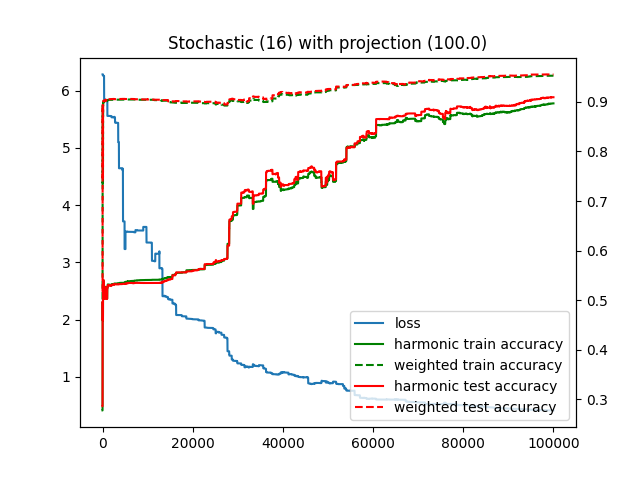 Stochastic (16) with projection (100.0)
6
5
4
3
2
1
0.9
0.8
0.7
0.6
0.5
0.4
0.3
loss
harmonic train accuracy
weighted train accuracy
harmonic test accuracy
weighted test accuracy
0 20000 40000 60000 80000 100000